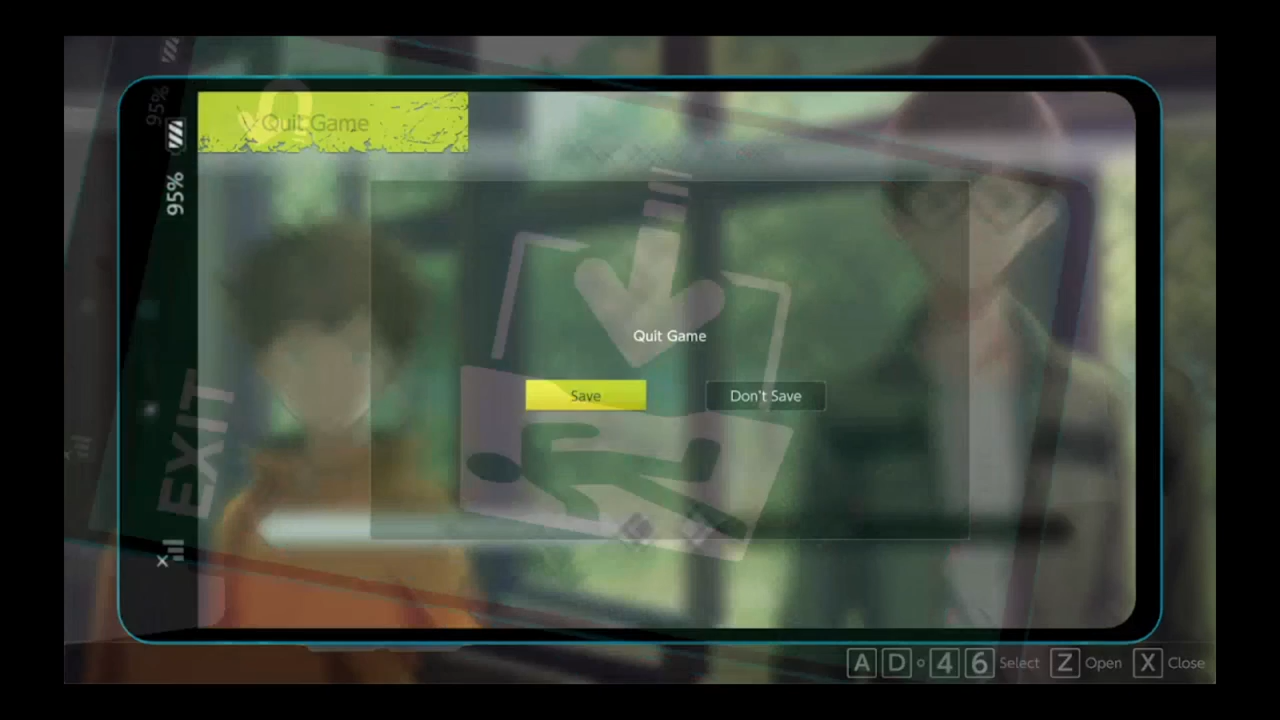 95%
Quit Game
95%
Quit Game
Save
Don't Save
EXIT
A D 4 6 Select Z Open X Close